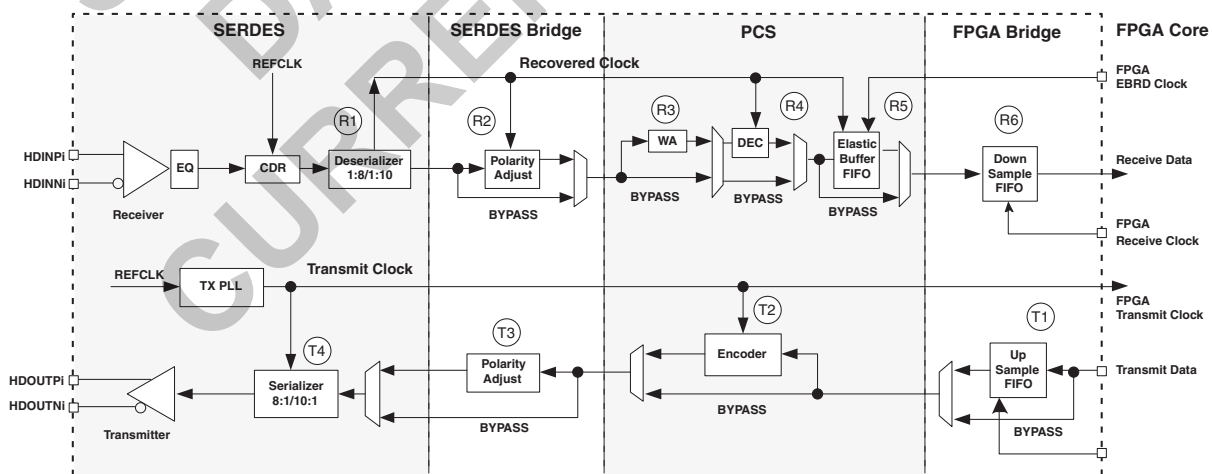 SERDES
SERDES Bridge
PCS
FPGA Bridge
FPGA Core
REFCLK
Recovered Clock
FPGA
EBRD Clock
R1
R2
R3
R4
R5
R6
HDINPi
HDINNi
EQ
CDR
Deserializer
1:8/1:10
Polarity
Adjust
WA
DEC
Elastic
Buffer
FIFO
Down
Sample
FIFO
Receive Data
Receiver
BYPASS
BYPASS
BYPASS
BYPASS
FPGA
Receive Clock
REFCLK
TX PLL
Transmit Clock
FPGA
Transmit Clock
T4
T3
T2
T1
HDOUTPi
HDOUTNi
Serializer
8:1/10:1
Polarity
Adjust
Encoder
Up
Sample
FIFO
Transmit Data
Transmitter
BYPASS
BYPASS
BYPASS
CURRE